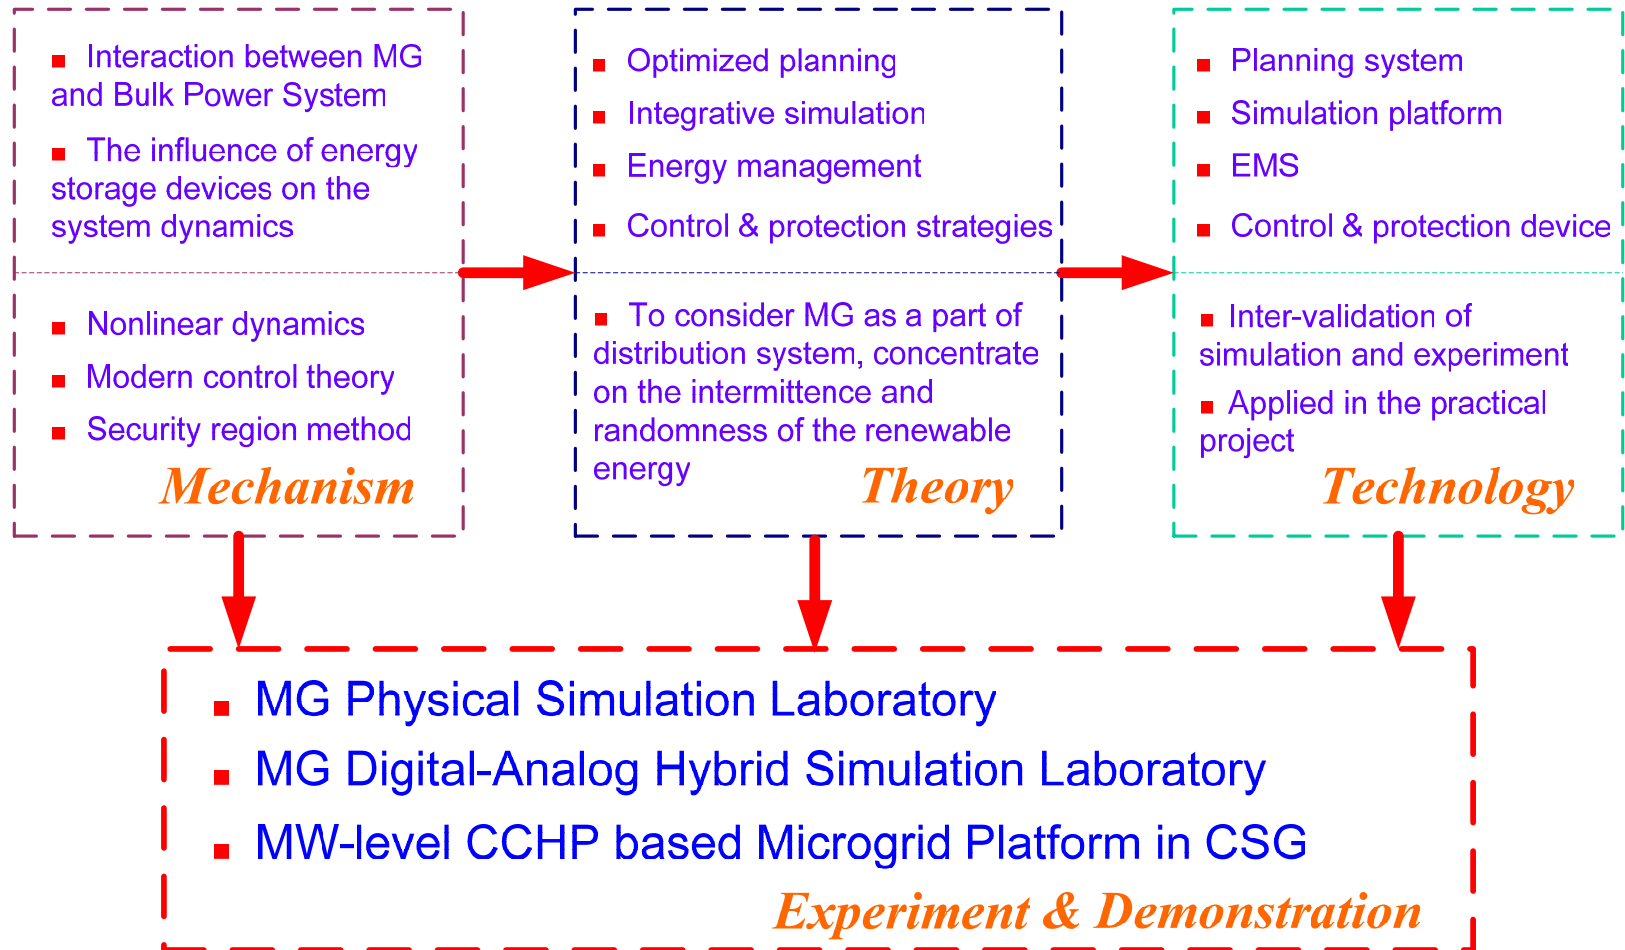 Interaction between MG
and Bulk Power System
The influence of energy
storage devices on the
system dynamics
Nonlinear dynamics
Modern control theory
Security region method
Mechanism
Optimized planning
Integrative simulation
Energy management
Control & protection strategies
To consider MG as a part of
distribution system, concentrate
on the intermittence and
randomness of the renewable
energy
Theory
Planning system
Simulation platform
EMS
Control & protection device
Inter-validation of
simulation and experiment
Applied in the practical
project
Technology
MG Physical Simulation Laboratory
MG Digital-Analog Hybrid Simulation Laboratory
MW-level CCHP based Microgrid Platform in CSG
Experiment & Demonstration